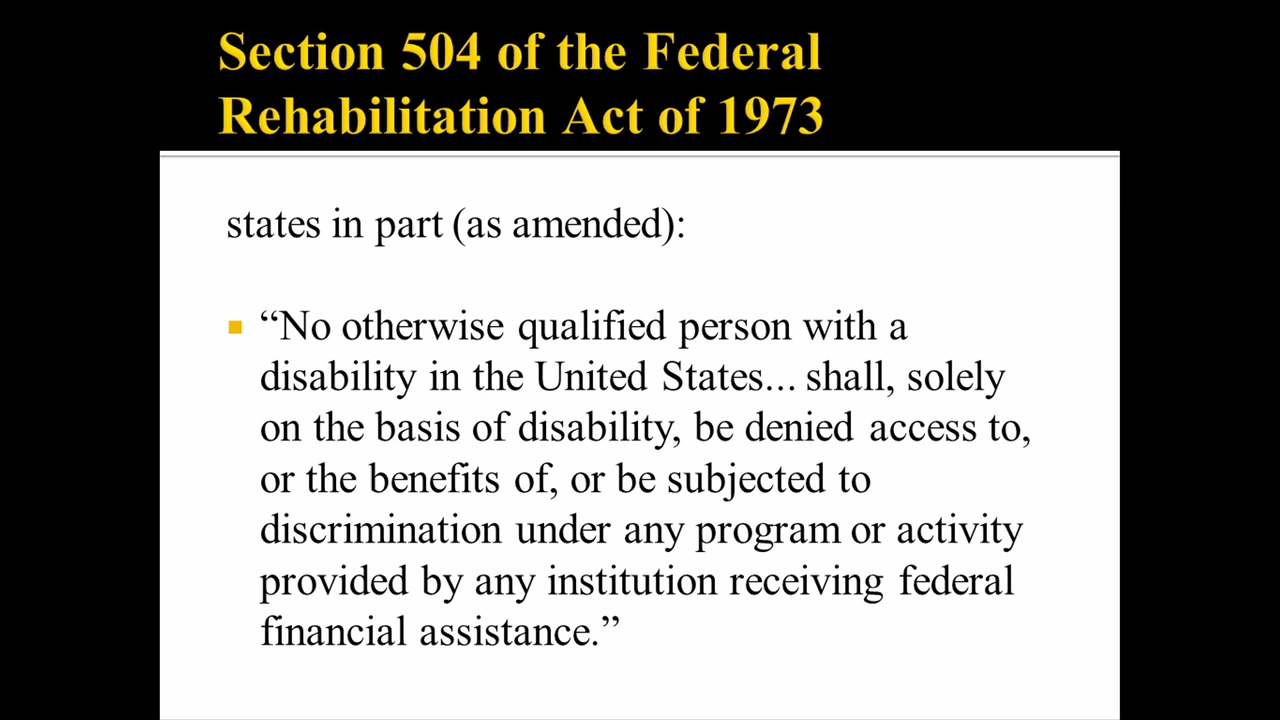 Section 504 of the Federal
Rehabilitation Act of 1973
states in part (as amended):
“No otherwise qualified person with a
disability in the United States... shall, solely
on the basis of disability, be denied access to,
or the benefits of, or be subjected to
discrimination under any program or activity
provided by any institution receiving federal
financial assistance.”